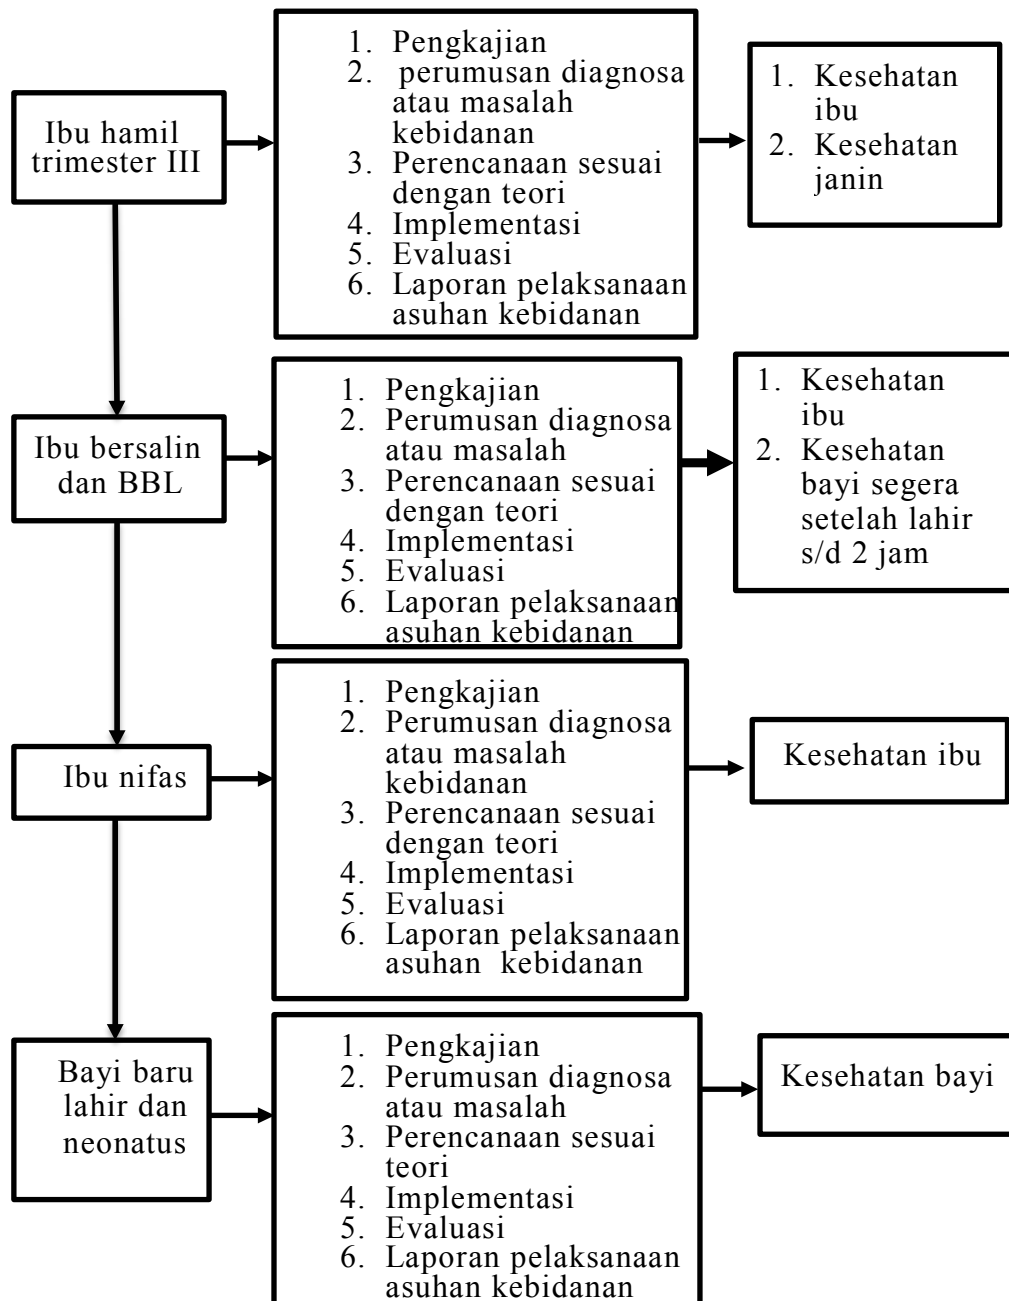 Ibu hamil
trimester III
1. Pengkajian
2. perumusan diagnosa
atau masalah
kebidanan
3. Perencanaan sesuai
dengan teori
4. Implementasi
5. Evaluasi
6. Laporan pelaksanaan
asuhan kebidanan
1. Kesehatan
ibu
2. Kesehatan
janin
Ibu bersalin
dan BBL
1. Pengkajian
2. Perumusan diagnosa
atau masalah
3. Perencanaan sesuai
dengan teori
4. Implementasi
5. Evaluasi
6. Laporan pelaksanaan
asuhan kebidanan
1. Kesehatan
ibu
2. Kesehatan
bayi segera
setelah lahir
s/d 2 jam
Ibu nifas
1. Pengkajian
2. Perumusan diagnosa
atau masalah
kebidanan
3. Perencanaan sesuai
dengan teori
4. Implementasi
5. Evaluasi
6. Laporan pelaksanaan
asuhan kebidanan
Kesehatan ibu
Bayi baru
lahir dan
neonatus
1. Pengkajian
2. Perumusan diagnosa
atau masalah
3. Perencanaan sesuai
teori
4. Implementasi
5. Evaluasi
6. Laporan pelaksanaan
asuhan kebidanan
Kesehatan bayi